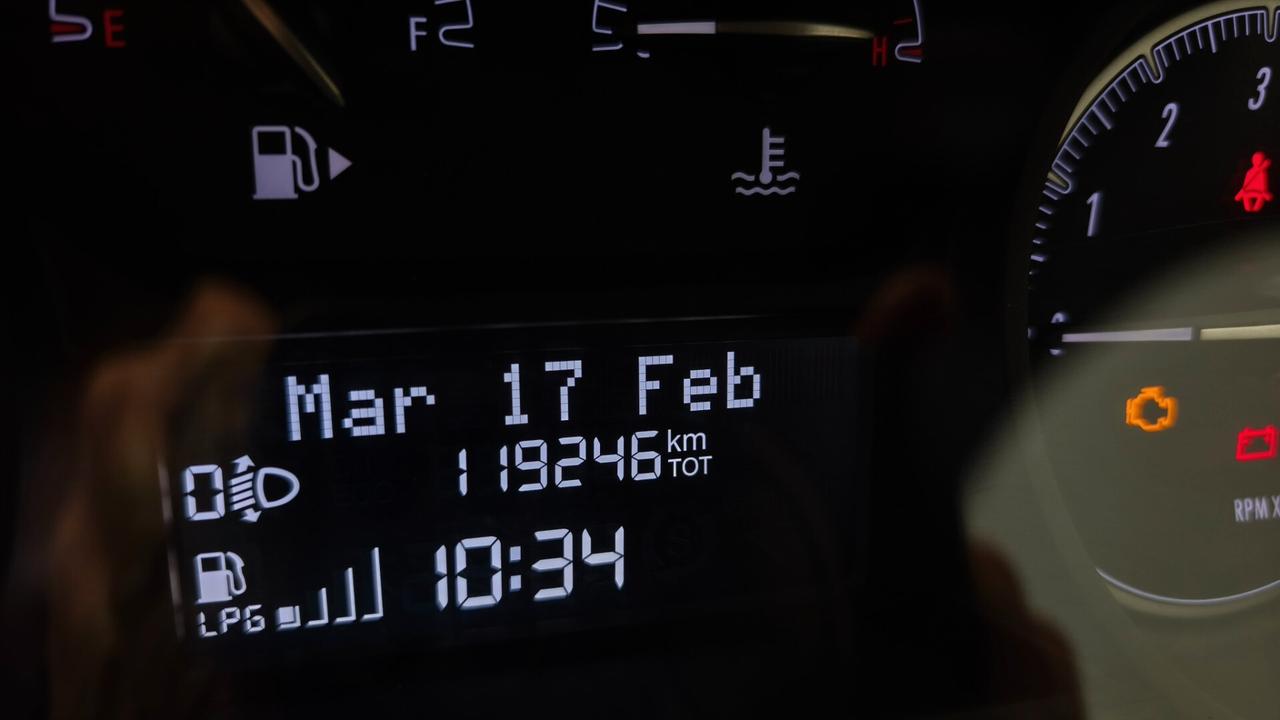 E
F
H
3
2
1
Mar 17 Feb
119246 km
TOT
0
10:34
LPG
RPM X